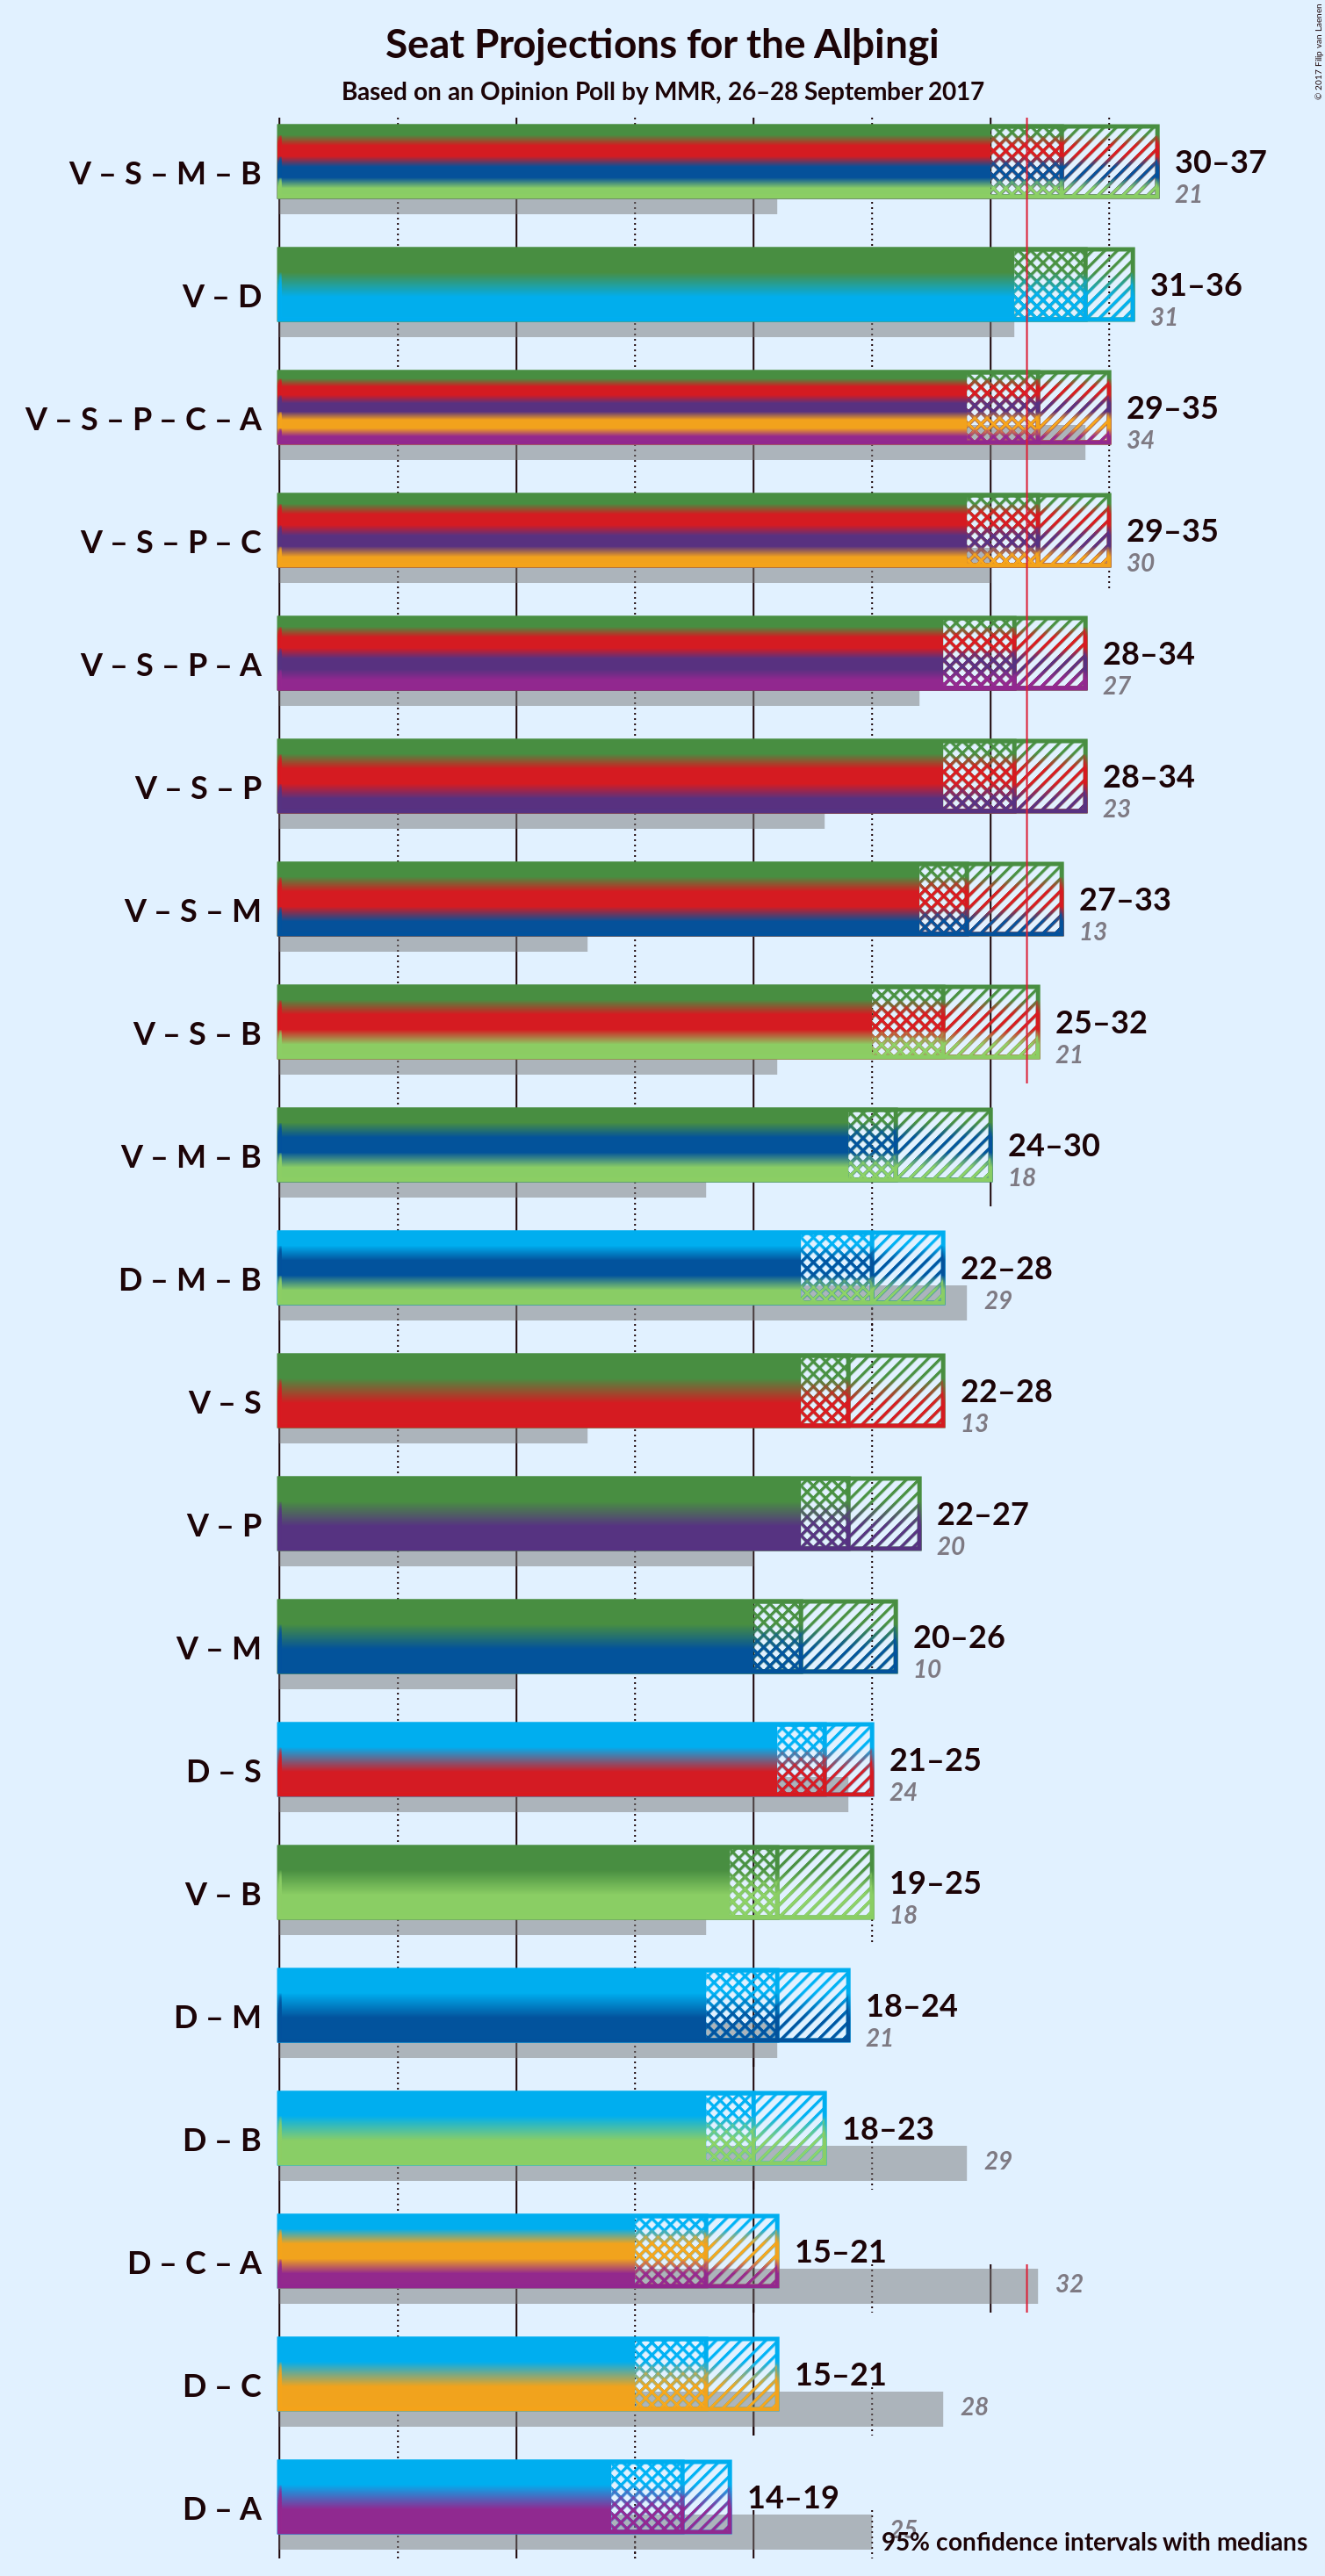 © 2017 Filip van Laenen
Seat Projections for the Alþingi
Based on an Opinion Poll by MMR, 26–28 September 2017
V – S – M – B
30–37
21
V – D
31–36
31
V – S – P – C – A
29–35
34
V – S – P – C
29–35
30
V – S – P – A
28–34
27
V – S – P
28–34
23
V – S – M
27–33
13
V – S – B
25–32
21
V – M – B
24–30
18
D – M – B
22–28
29
V – S
22–28
13
V – P
22–27
20
V – M
20–26
10
D – S
21–25
24
V – B
19–25
18
D – M
18–24
21
D – B
18–23
29
D – C – A
15–21
32
D – C
15–21
28
D – A
14–19
25
95% confidence intervals with medians